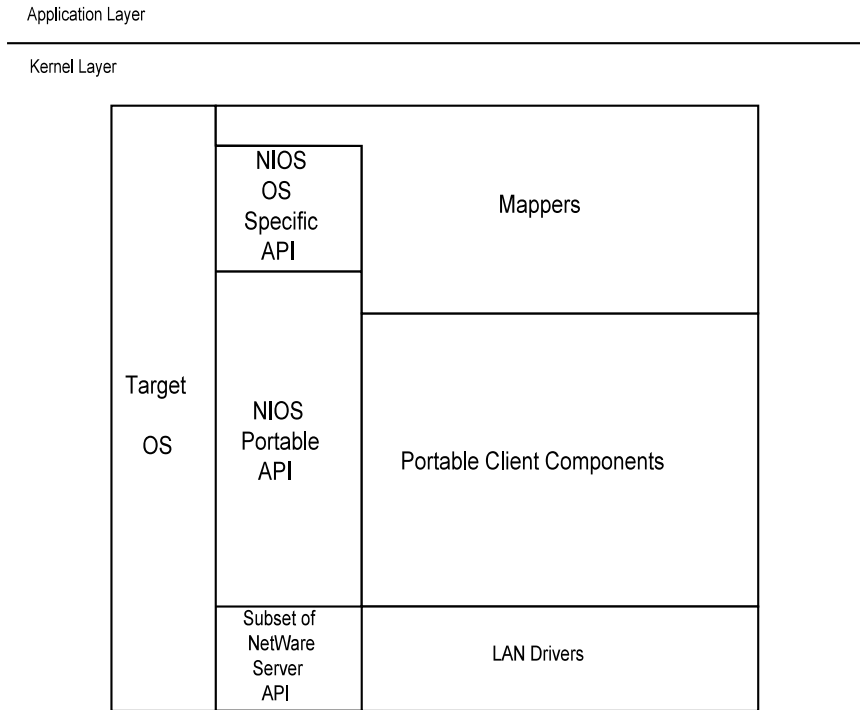 Application Layer
Kernel Layer
NIOS
OS
Specific
API
Mappers
Target
OS
NIOS
Portable
API
Portable Client Components
Subset of
NetWare
Server
API
LAN Drivers